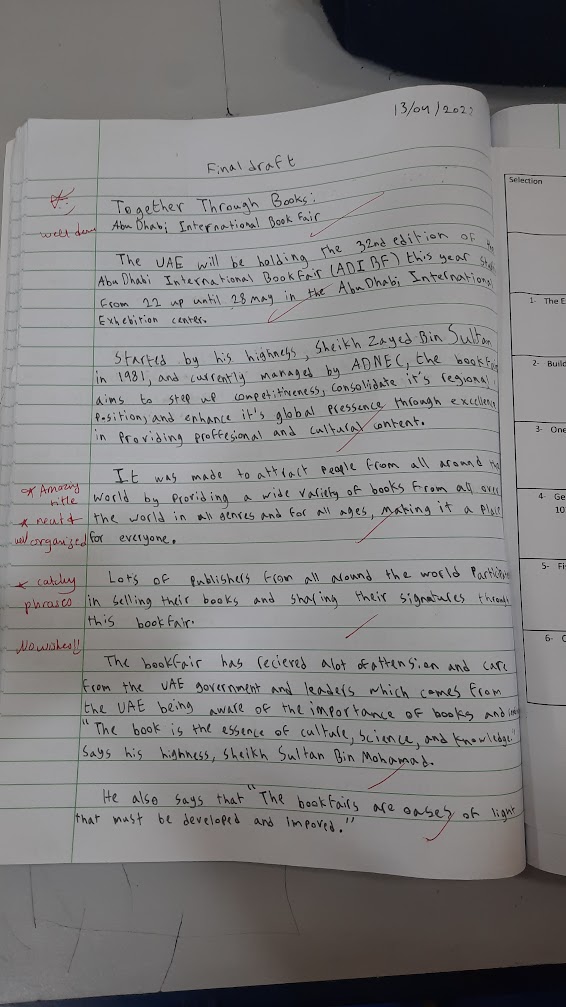 13/04/2022
Final draft
Together Through Books:
well done
Abu Dhabi International Book Fair
The UAE will be holding the 32nd edition of the
Abu Dhabi International BookFair (ADIBF) this year
From 22 up until 28 May in the Abu Dhabi International
Exhebition center.
Started by his highness, Sheikh Zayed Bin Sultan
in 1981, and currently managed by ADNEC, the bookfair
aims to step up competitiveness, consolidate it's regional
Position, and enhance it's global Pressence through excellence
in Providing proffesional and cultural content.
It was made to attract People from all around the
world by Providing a wide variety of books from all over
the world in all genres and for all ages, making it a Place
for everyone.
* Amazing
title
* neat &
well organised
Lots of Publishers from all around the world Participate
in selling their books and sharing their signatures through
this bookfair.
* catchy
phrases
The bookfair has recieved alot of attension and care
from the UAE government and leaders which comes from
the UAE being aware of the importance of books and
"The book is the essence of culture, science, and knowledge"
says his highness, sheikh Sultan Bin Mohamad.
He also says that "The bookfairs are oases of light
that must be developed and impoved."
Selection
1- The E
2- Build
3- One
4- Ge
10
5- Fi
6- C